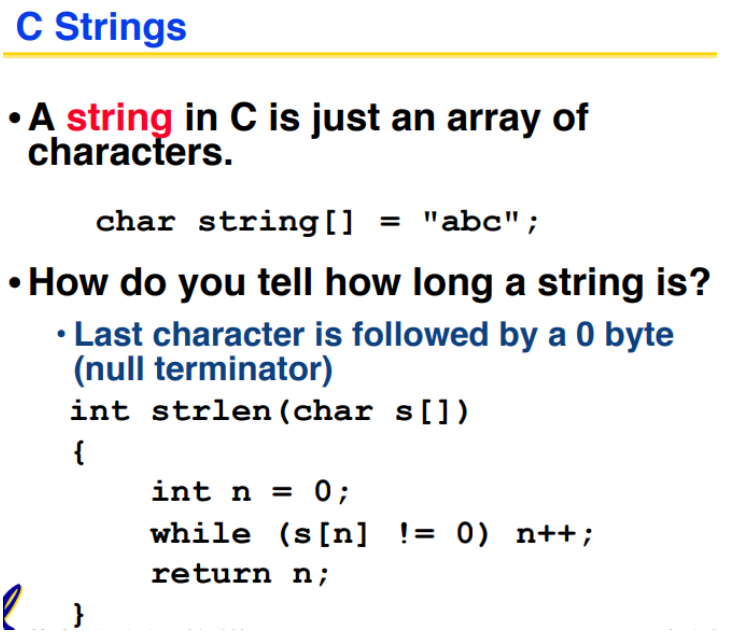 C Strings
• A string in C is just an array of
characters.
char string[] = "abc";
• How do you tell how long a string is?
• Last character is followed by a 0 byte
(null terminator)
int strlen(char s[])
{
int n = 0;
while (s[n] != 0) n++;
return n;
}